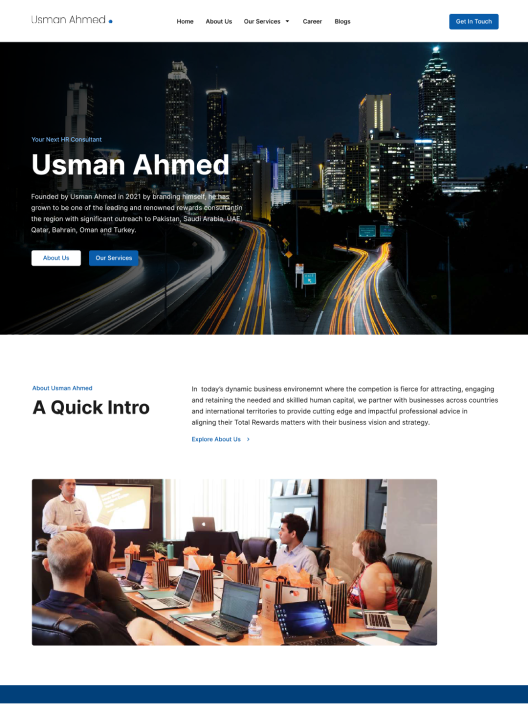 Usman Ahmed
Home About Us Our Services Career Blogs
Get In Touch
Your Next HR Consultant
Usman Ahmed
Founded by Usman Ahmed in 2021 by branding himself, he has
grown to be one of the leading and renowned rewards consultantin
the region with significant outreach to Pakistan, Saudi Arabia, UAE,
Qatar, Bahrain, Oman and Turkey.
About Us Our Services
About Usman Ahmed
A Quick Intro
In today's dynamic business environemnt where the competion is fierce for attracting, engaging
and retaining the needed and skillled human capital, we partner with businesses across countries
and international territories to provide cutting edge and impactful professional advice in
aligning their Total Rewards matters with their business vision and strategy.
Explore About Us